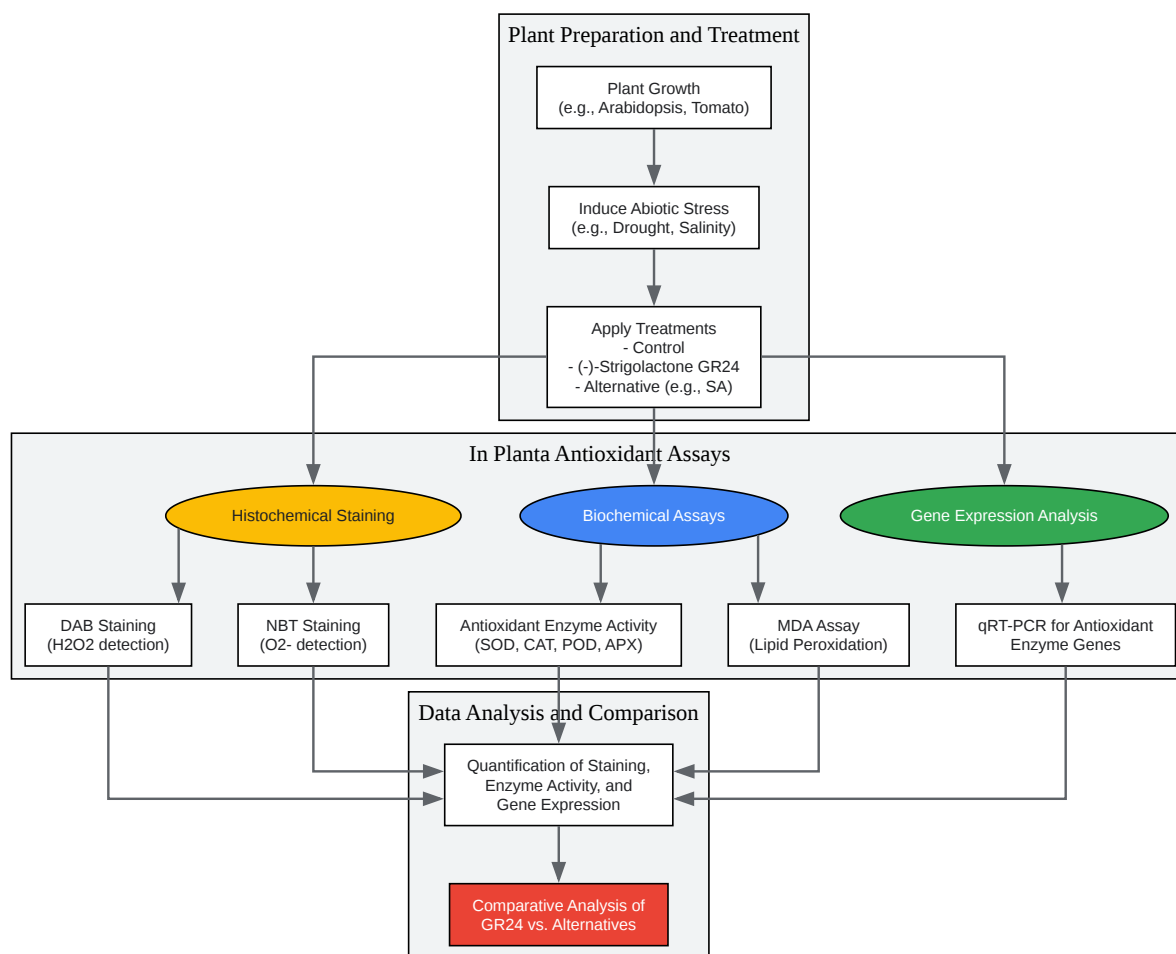 Plant Preparation and Treatment
Plant Growth
(e.g., Arabidopsis, Tomato)
Induce Abiotic Stress
(e.g., Drought, Salinity)
Apply Treatments
- Control
- (-)-Strigolactone GR24
- Alternative (e.g., SA)
In Planta Antioxidant Assays
Histochemical Staining
Biochemical Assays
Gene Expression Analysis
DAB Staining
(H2O2 detection)
NBT Staining
(O2- detection)
Antioxidant Enzyme Activity
(SOD, CAT, POD, APX)
MDA Assay
(Lipid Peroxidation)
qRT-PCR for Antioxidant
Enzyme Genes
Data Analysis and Comparison
Quantification of Staining,
Enzyme Activity, and
Gene Expression
Comparative Analysis of
GR24 vs. Alternatives